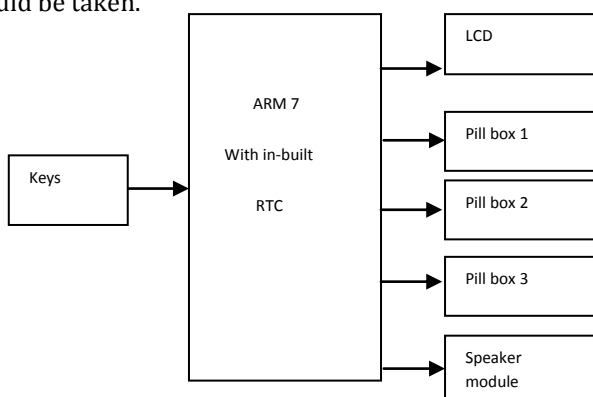 be taken.
LCD
ARM 7
With in-built
RTC
Keys
Pill box 1
Pill box 2
Pill box 3
Speaker
module